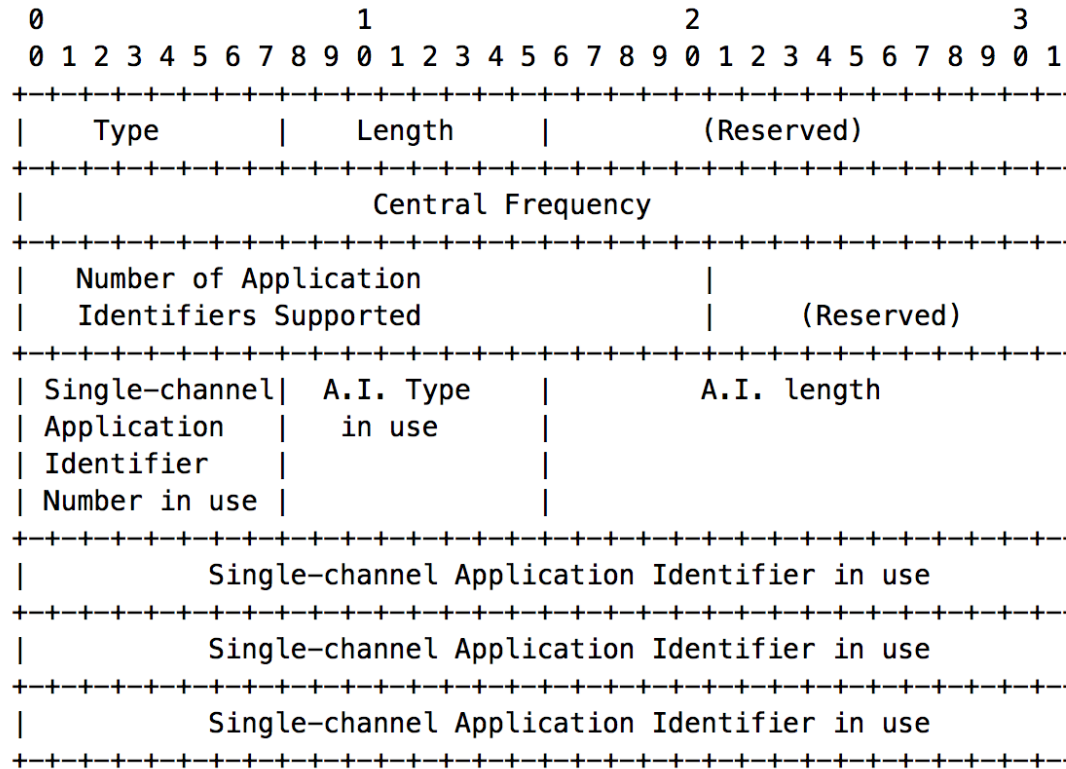 0                   1                   2                   3
 0 1 2 3 4 5 6 7 8 9 0 1 2 3 4 5 6 7 8 9 0 1 2 3 4 5 6 7 8 9 0 1
+-+-+-+-+-+-+-+-+-+-+-+-+-+-+-+-+-+-+-+-+-+-+-+-+-+-+-+-+-+-+-+-
|    Type       |    Length     |         (Reserved)
+-+-+-+-+-+-+-+-+-+-+-+-+-+-+-+-+-+-+-+-+-+-+-+-+-+-+-+-+-+-+-+-
|                     Central Frequency
+-+-+-+-+-+-+-+-+-+-+-+-+-+-+-+-+-+-+-+-+-+-+-+-+-+-+-+-+-+-+-+-
|   Number of Application                 |
|   Identifiers Supported                 |     (Reserved)
+-+-+-+-+-+-+-+-+-+-+-+-+-+-+-+-+-+-+-+-+-+-+-+-+-+-+-+-+-+-+-+-
| Single-channel|  A.I. Type    |         A.I. length
| Application   |   in use      |
| Identifier    |               |
| Number in use |               |
+-+-+-+-+-+-+-+-+-+-+-+-+-+-+-+-+-+-+-+-+-+-+-+-+-+-+-+-+-+-+-+-
|           Single-channel Application Identifier in use
+-+-+-+-+-+-+-+-+-+-+-+-+-+-+-+-+-+-+-+-+-+-+-+-+-+-+-+-+-+-+-+-
|           Single-channel Application Identifier in use
+-+-+-+-+-+-+-+-+-+-+-+-+-+-+-+-+-+-+-+-+-+-+-+-+-+-+-+-+-+-+-+-
|           Single-channel Application Identifier in use
+-+-+-+-+-+-+-+-+-+-+-+-+-+-+-+-+-+-+-+-+-+-+-+-+-+-+-+-+-+-+-+-